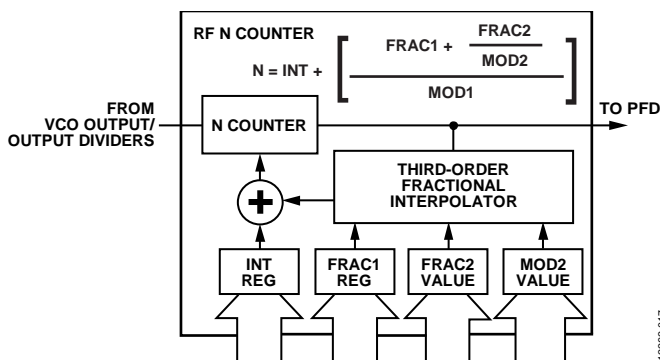 RF N COUNTER
N = INT +
FRAC1 +
FRAC2
MOD2
MOD1
FROM
VCO OUTPUT/
OUTPUT DIVIDERS
N COUNTER
TO PFD
THIRD-ORDER
FRACTIONAL
INTERPOLATOR
+
INT
REG
FRAC1
REG
FRAC2
VALUE
MOD2
VALUE